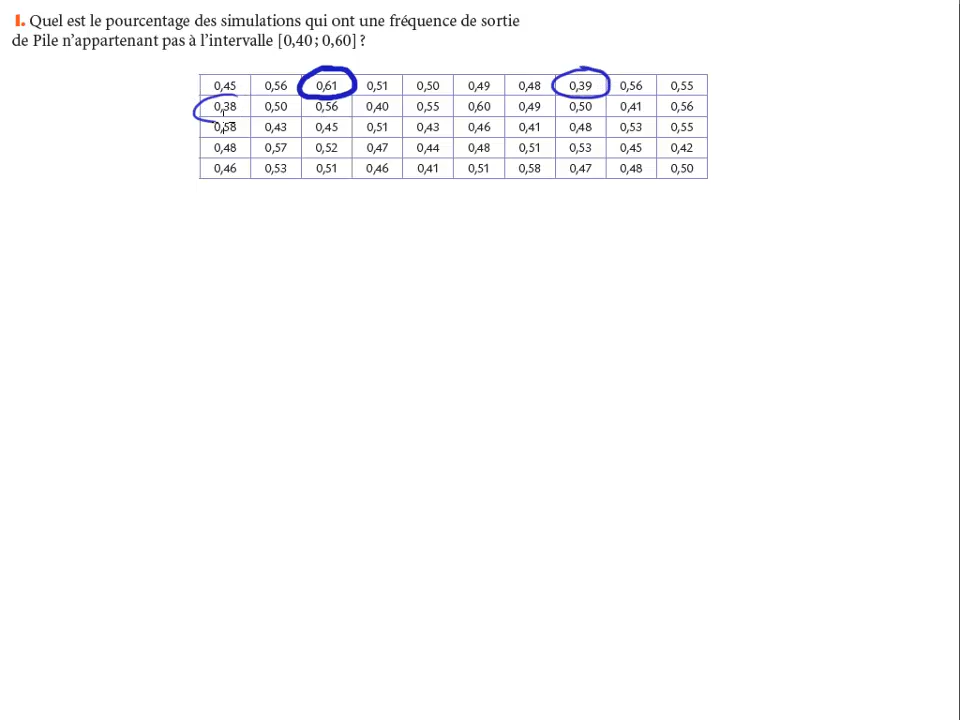 1. Quel est le pourcentage des simulations qui ont une fréquence de sortie
de Pile n'appartenant pas à l'intervalle [0,40 ; 0,60] ?
0,45 0,56 0,61 0,51 0,50 0,49 0,48 0,39 0,56 0,55
0,38 0,50 0,56 0,40 0,55 0,60 0,49 0,50 0,41 0,56
0,58 0,43 0,45 0,51 0,43 0,46 0,41 0,48 0,53 0,55
0,48 0,57 0,52 0,47 0,44 0,48 0,51 0,53 0,45 0,42
0,46 0,53 0,51 0,46 0,41 0,51 0,58 0,47 0,48 0,50